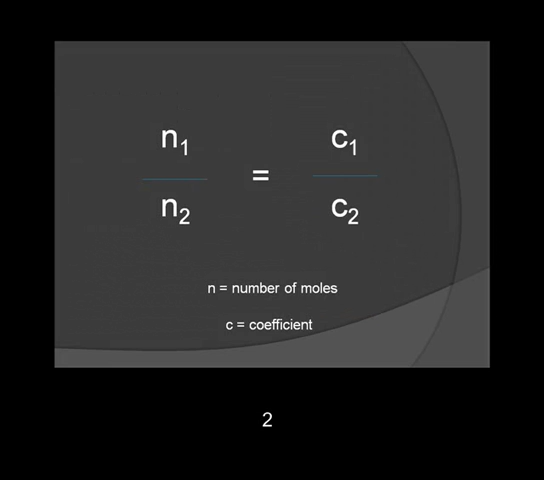 n₁ = c₁
n₂ c₂
n = number of moles
c = coefficient
2